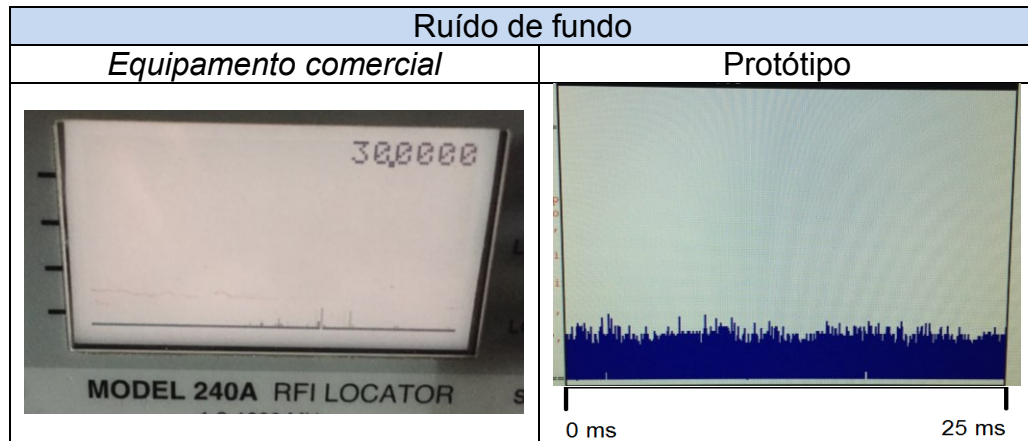 Ruído de fundo
Equipamento comercial
Protótipo
30.0000
MODEL 240A RFI LOCATOR
0 ms
25 ms